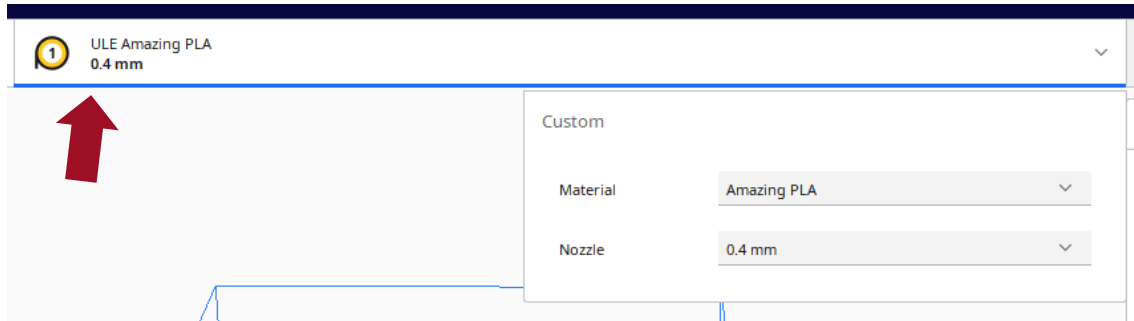 1
ULE Amazing PLA
0.4 mm
Custom
Material Amazing PLA
Nozzle 0.4 mm